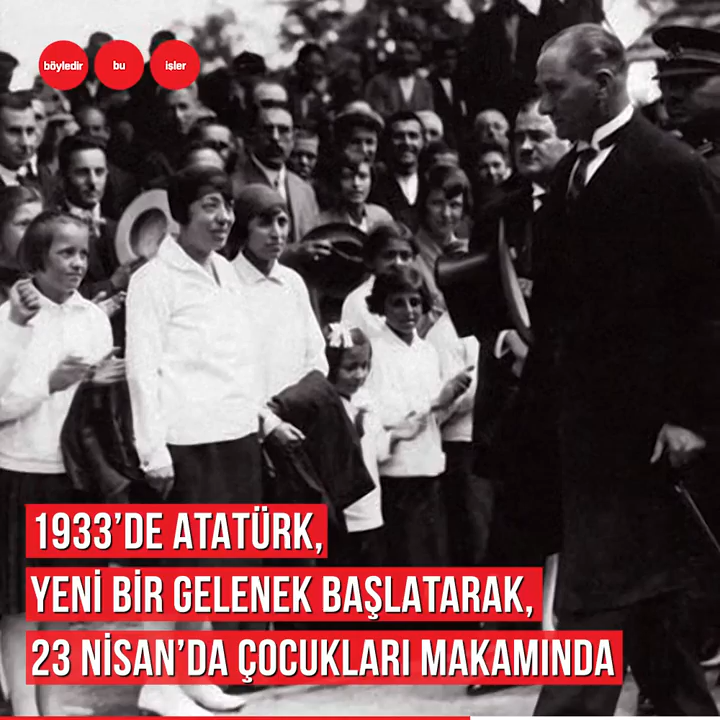 böyledir bu işler
1933'DE ATATÜRK,
YENİ BİR GELENEK BAŞLATARAK,
23 NİSAN'DA ÇOCUKLARI MAKAMINDA